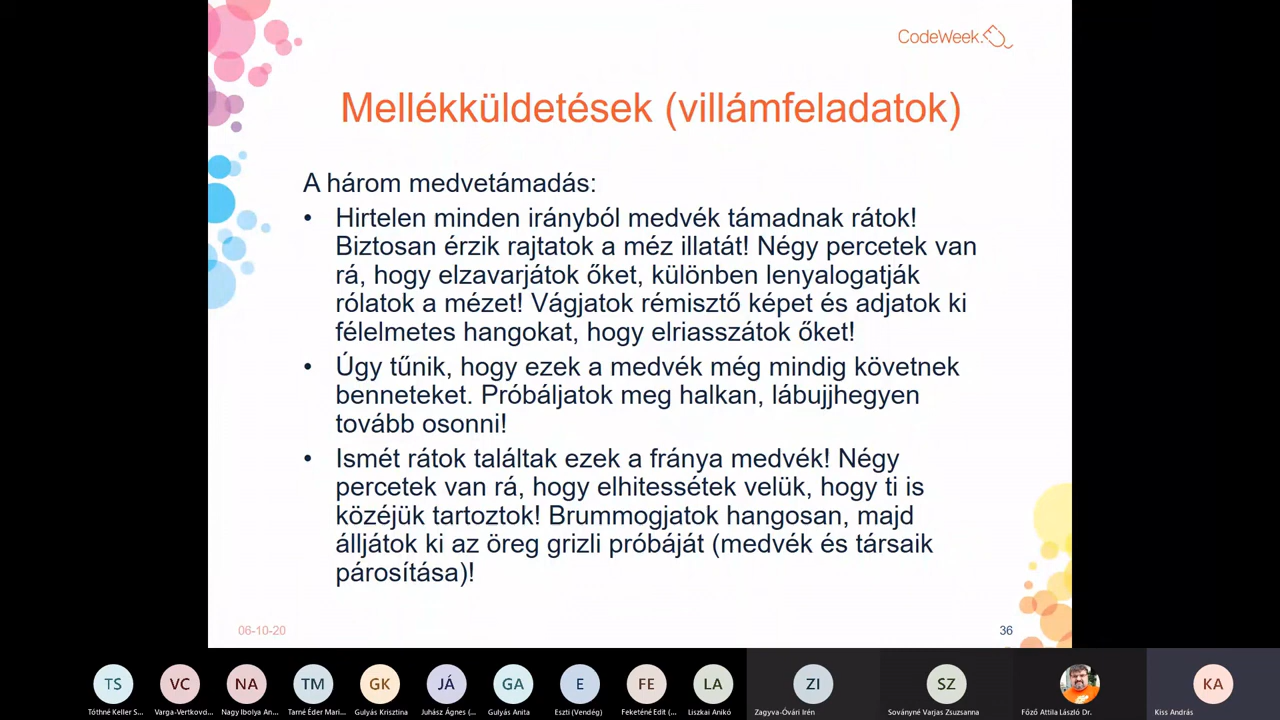 CodeWeek.
Mellékküldetések (villámfeladatok)
A három medvetámadás:
• Hirtelen minden irányból medvék támadnak rátok!
Biztosan érzik rajtatok a méz illatát! Négy percetek van
rá, hogy elzavarjátok őket, különben lenyalogatják
rólatok a mézet! Vágjatok rémisztő képet és adjatok ki
félelmetes hangokat, hogy elriasszátok őket!
• Úgy tűnik, hogy ezek a medvék még mindig követnek
benneteket. Próbáljatok meg halkan, lábujjhegyen
tovább osonni!
• Ismét rátok találtak ezek a fránya medvék! Négy
percetek van rá, hogy elhitessétek velük, hogy ti is
közéjük tartoztok! Brummogjatok hangosan, majd
álljátok ki az öreg grizli próbáját (medvék és társaik
párosítása)!
06-10-20
36
TS VC NA TM GK JÁ GA E FE LA ZI SZ KA
Tóthné Keller S... Varga-Vertkovci... Nagy Ibolya An... Tarné Éder Mari... Gulyás Krisztina Juhász Ágnes (... Gulyás Anita Eszti (Vendég) Feketéné Edit (... Liszkai Anikó Zagyva-Óvári Irén Soványné Varjas Zsuzsanna Főző Attila László Dr. Kiss András